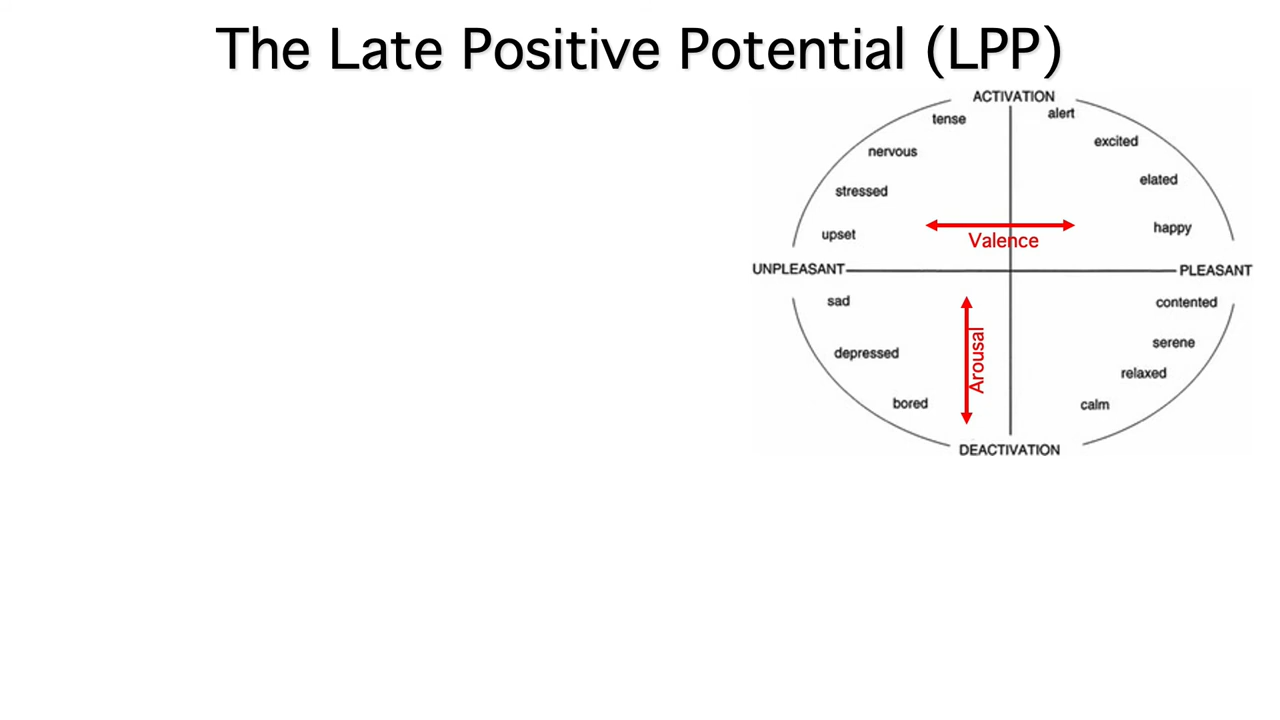 The Late Positive Potential (LPP)
ACTIVATION
tense
alert
nervous
excited
stressed
elated
upset
happy
Valence
UNPLEASANT
PLEASANT
sad
contented
Arousal
depressed
serene
relaxed
bored
calm
DEACTIVATION